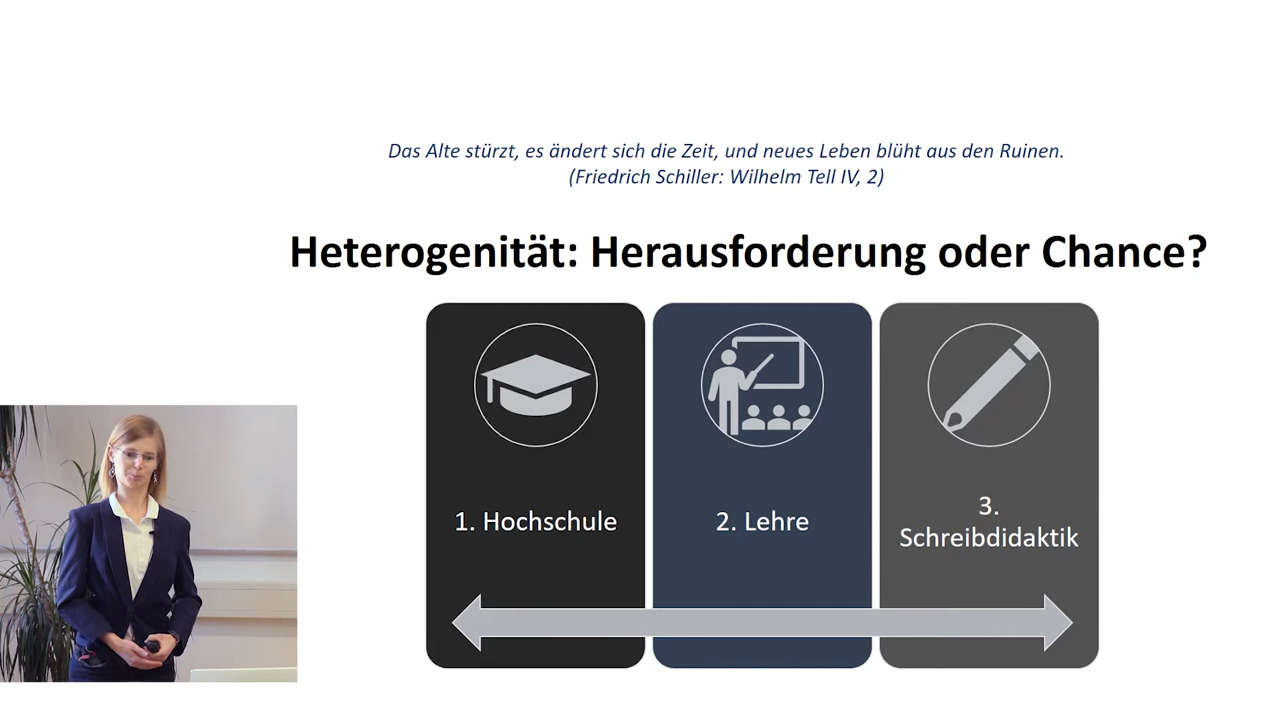 Das Alte stürzt, es ändert sich die Zeit, und neues Leben blüht aus den Ruinen.
(Friedrich Schiller: Wilhelm Tell IV, 2)
Heterogenität: Herausforderung oder Chance?
1. Hochschule
2. Lehre
3.
Schreibdidaktik